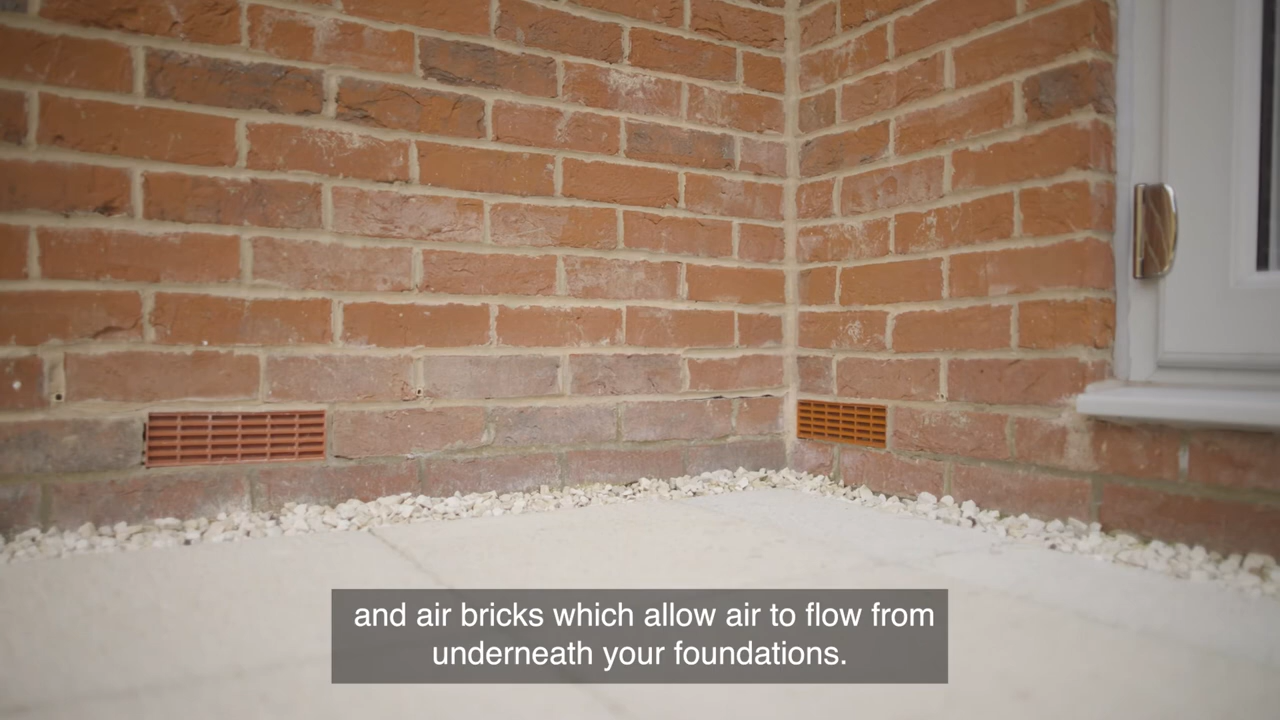 and air bricks which allow air to flow from
underneath your foundations.